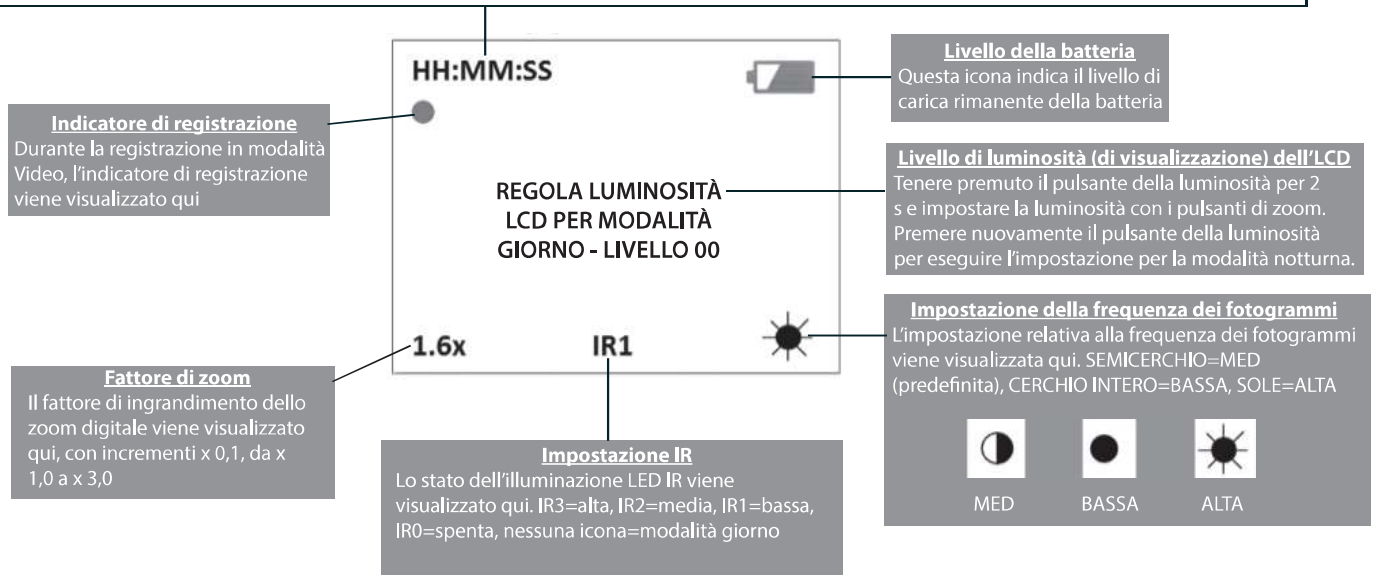 HH:MM:SS
Livello della batteria
Questa icona indica il livello di
carica rimanente della batteria
Indicatore di registrazione
Durante la registrazione in modalità
Video, l'indicatore di registrazione
viene visualizzato qui
REGOLA LUMINOSITÀ
LCD PER MODALITÀ
GIORNO - LIVELLO 00
Livello di luminosità (di visualizzazione) dell'LCD
Tenere premuto il pulsante della luminosità per 2
s e impostare la luminosità con i pulsanti di zoom.
Premere nuovamente il pulsante della luminosità
per eseguire l'impostazione per la modalità notturna.
1.6x
IR1
Impostazione della frequenza dei fotogrammi
L'impostazione relativa alla frequenza dei fotogrammi
viene visualizzata qui. SEMICERCHIO=MED
(predefinita), CERCHIO INTERO=BASSA, SOLE=ALTA
MED
BASSA
ALTA
Fattore di zoom
Il fattore di ingrandimento dello
zoom digitale viene visualizzato
qui, con incrementi x 0,1, da x
1,0 a x 3,0
Impostazione IR
Lo stato dell'illuminazione LED IR viene
visualizzato qui. IR3=alta, IR2=media, IR1=bassa,
IR0=spenta, nessuna icona=modalità giorno